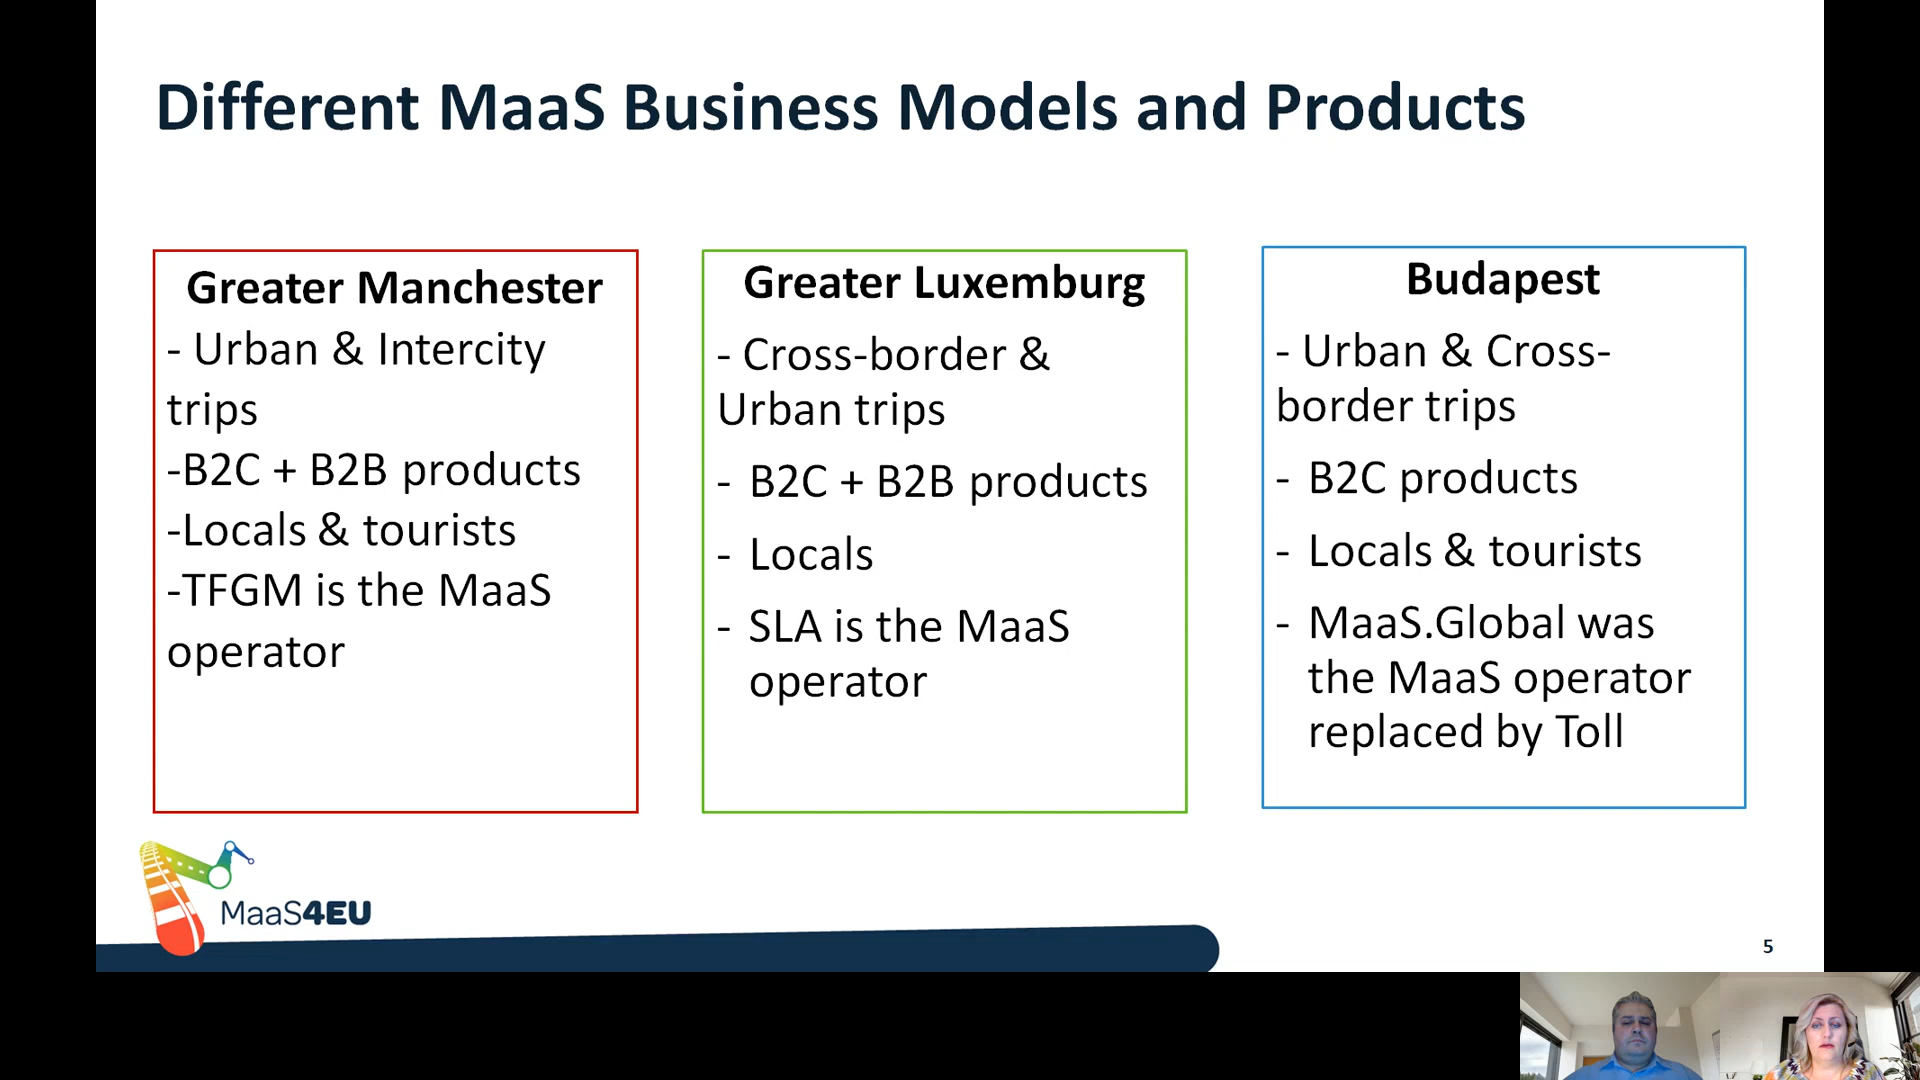 Different MaaS Business Models and Products
Greater Manchester
- Urban & Intercity
trips
-B2C + B2B products
-Locals & tourists
-TFGM is the MaaS
operator
Greater Luxemburg
- Cross-border &
Urban trips
- B2C + B2B products
- Locals
- SLA is the MaaS
operator
Budapest
- Urban & Cross-
border trips
- B2C products
- Locals & tourists
- MaaS.Global was
the MaaS operator
replaced by Toll
MaaS4EU
5